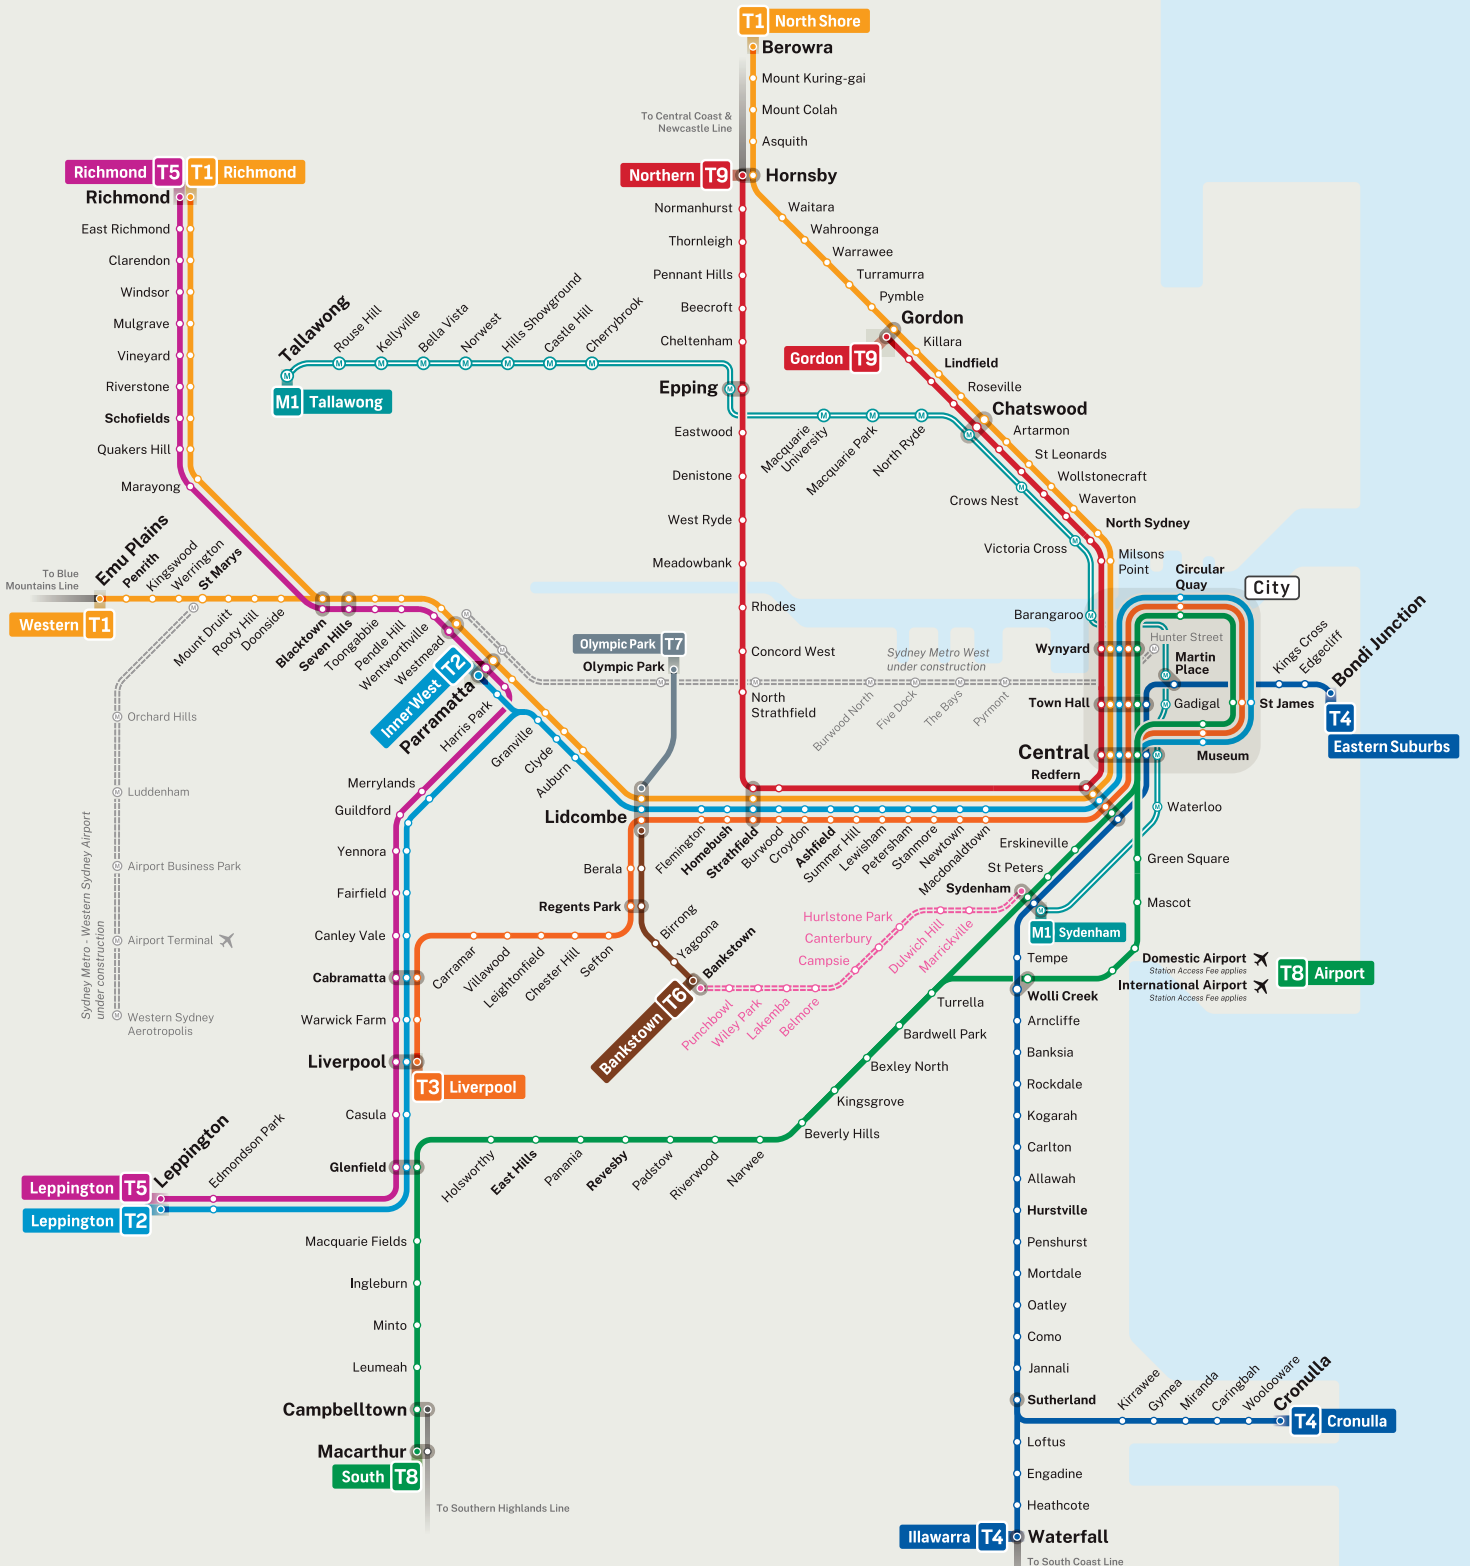 T1 North Shore
Berowra
Mount Kuring-gai
Mount Colah
Asquith
To Central Coast &
Newcastle Line
Northern T9
Hornsby
Richmond T5
T1 Richmond
Richmond
East Richmond
Clarendon
Windsor
Mulgrave
Vineyard
Riverstone
Schofields
Quakers Hill
Marayong
Normanhurst
Thornleigh
Pennant Hills
Beecroft
Cheltenham
Epping
Eastwood
Denistone
West Ryde
Meadowbank
Rhodes
Concord West
North
Strathfield
Waitara
Wahroonga
Warrawee
Turramurra
Pymble
Gordon
Gordon T9
Killara
Lindfield
Roseville
Chatswood
Artarmon
St Leonards
Wollstonecraft
Waverton
North Sydney
Milsons
Point
Tallawong
M1 Tallawong
Rouse Hill
Kellyville
Bella Vista
Norwest
Hills Showground
Castle Hill
Cherrybrook
Macquarie
University
Macquarie Park
North Ryde
Crows Nest
Victoria Cross
Barangaroo
To Blue
Mountains Line
Western T1
Emu Plains
Penrith
Kingswood
Werrington
St Marys
Mount Druitt
Rooty Hill
Doonside
Blacktown
Seven Hills
Toongabbie
Pendle Hill
Wentworthville
Westmead
Inner West T2
Parramatta
Harris Park
Granville
Clyde
Auburn
Olympic Park T7
Olympic Park
Sydney Metro West
under construction
Burwood North
Five Dock
The Bays
Pyrmont
City
Circular
Quay
Hunter Street
Wynyard
Martin
Place
Town Hall
Gadigal
St James
Central
Museum
Redfern
Kings Cross
Edgecliff
Bondi Junction
T4
Eastern Suburbs
Orchard Hills
Luddenham
Airport Business Park
Airport Terminal
Western Sydney
Aerotropolis
Sydney Metro - Western Sydney Airport
under construction
Merrylands
Guildford
Yennora
Fairfield
Canley Vale
Cabramatta
Warwick Farm
Liverpool
T3 Liverpool
Casula
Glenfield
Lidcombe
Flemington
Homebush
Strathfield
Burwood
Croydon
Ashfield
Summer Hill
Lewisham
Petersham
Stanmore
Newtown
Macdonaldtown
Berala
Regents Park
Birrong
Yagoona
Bankstown
Bankstown T6
Carramar
Villawood
Leightonfield
Chester Hill
Sefton
Punchbowl
Wiley Park
Lakemba
Belmore
Campsie
Canterbury
Hurlstone Park
Dulwich Hill
Marrickville
Erskineville
St Peters
Sydenham
M1 Sydenham
Waterloo
Green Square
Mascot
Domestic Airport
Station Access Fee applies
International Airport
Station Access Fee applies
T8 Airport
Tempe
Wolli Creek
Turrella
Bardwell Park
Bexley North
Kingsgrove
Beverly Hills
Narwee
Riverwood
Padstow
Revesby
Panania
East Hills
Holsworthy
Leppington T5
Leppington T2
Leppington
Edmondson Park
Macquarie Fields
Ingleburn
Minto
Leumeah
Campbelltown
Macarthur
South T8
To Southern Highlands Line
Arncliffe
Banksia
Rockdale
Kogarah
Carlton
Allawah
Hurstville
Penshurst
Mortdale
Oatley
Como
Jannali
Sutherland
Kirrawee
Gymea
Miranda
Caringbah
Woolooware
Cronulla
T4 Cronulla
Loftus
Engadine
Heathcote
Illawarra T4
Waterfall
To South Coast Line